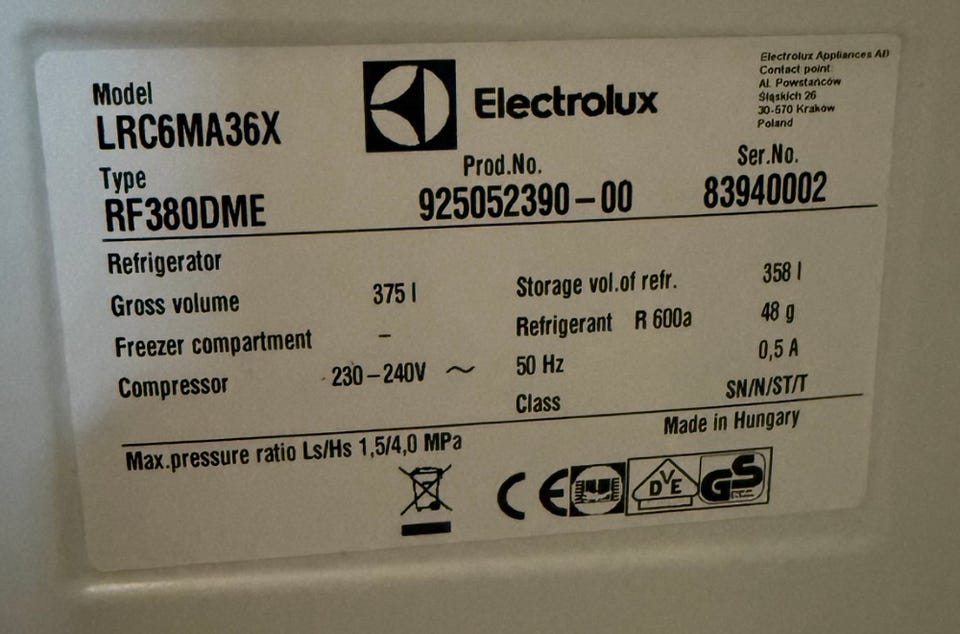 Model
LRC6MA36X
Electrolux
Electrolux Appliances AB
Contact point:
Al. Powstańców
Śląskich 26
30-570 Kraków
Poland
Type
RF380DME
Prod.No.
925052390-00
Ser.No.
83940002
Refrigerator
Gross volume 375 l
Storage vol.of refr. 358 l
Freezer compartment -
Refrigerant R 600a 48 g
Compressor 230-240V ~
50 Hz 0,5 A
Class SN/N/ST/T
Max.pressure ratio Ls/Hs 1,5/4,0 MPa
Made in Hungary
CE
DVE
GS